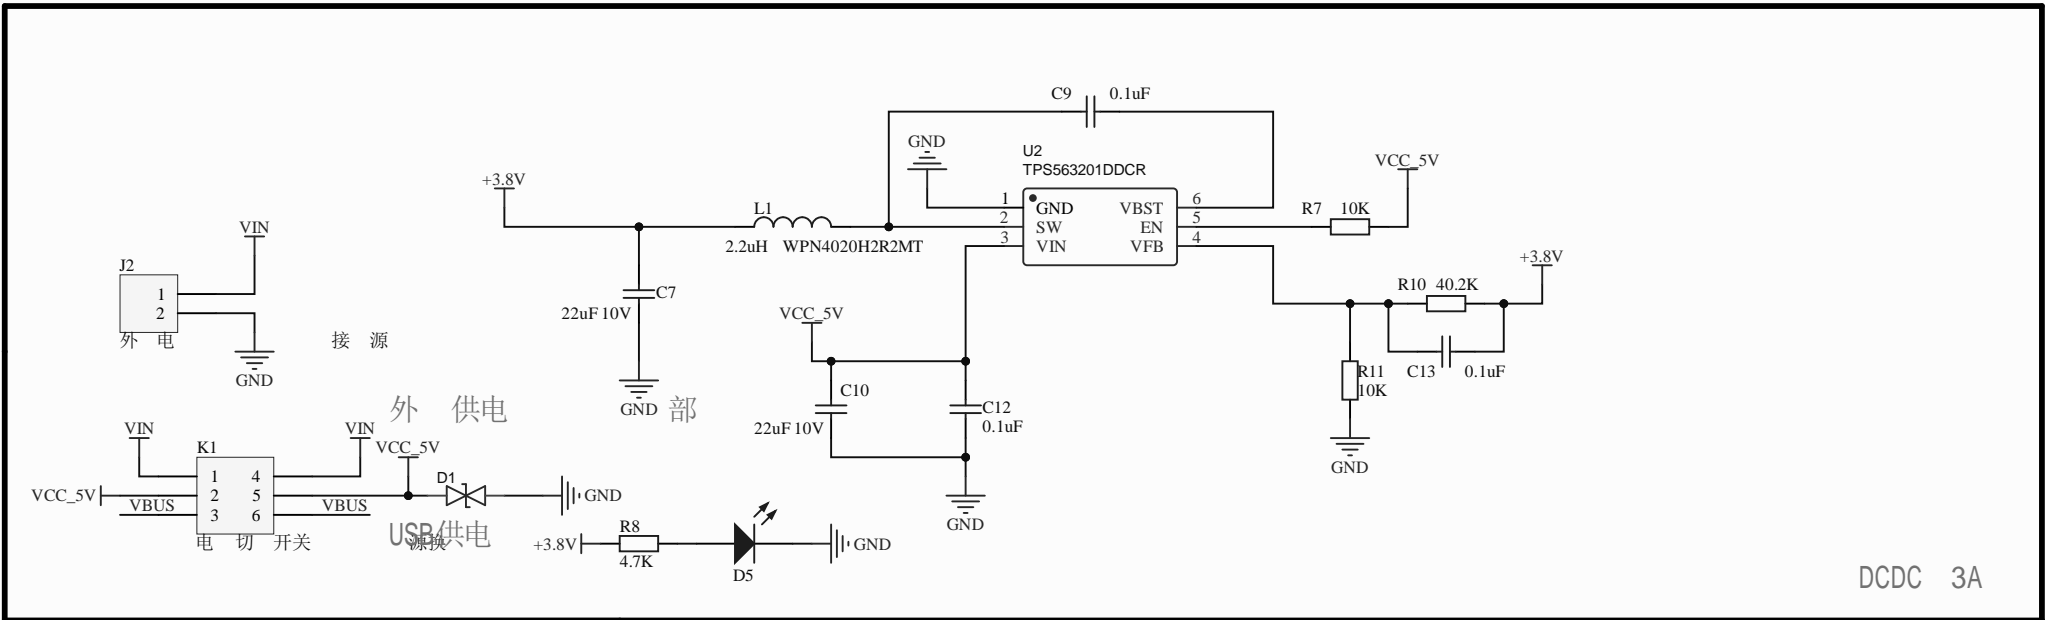 C9 0.1uF
GND
U2
TPS563201DDCR
VCC_5V
+3.8V
1 GND VBST 6
2 SW EN 5
3 VIN VFB 4
R7 10K
L1
2.2uH WPN4020H2R2MT
VIN
J2
1
2
外 电
接 源
GND
+3.8V
R10 40.2K
C7
22uF 10V
VCC_5V
C13 0.1uF
R11
10K
GND
C10
22uF 10V
C12
0.1uF
GND
GND
外 供电
部
VIN
VIN
K1
VCC_5V
1 4
2 5
3 6
VCC_5V
VBUS
VBUS
D1
GND
电 切 开关
源换
USB供电
R8
+3.8V
4.7K
D5
GND
DCDC 3A